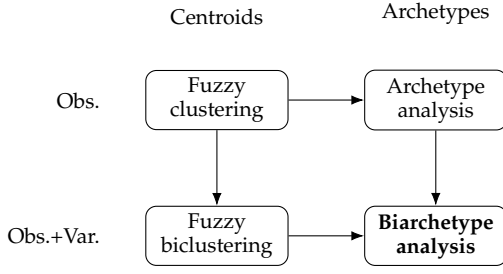 Centroids
Archetypes
Obs.
Fuzzy
clustering
Archetype
analysis
Obs.+Var.
Fuzzy
biclustering
Biarchetype
analysis